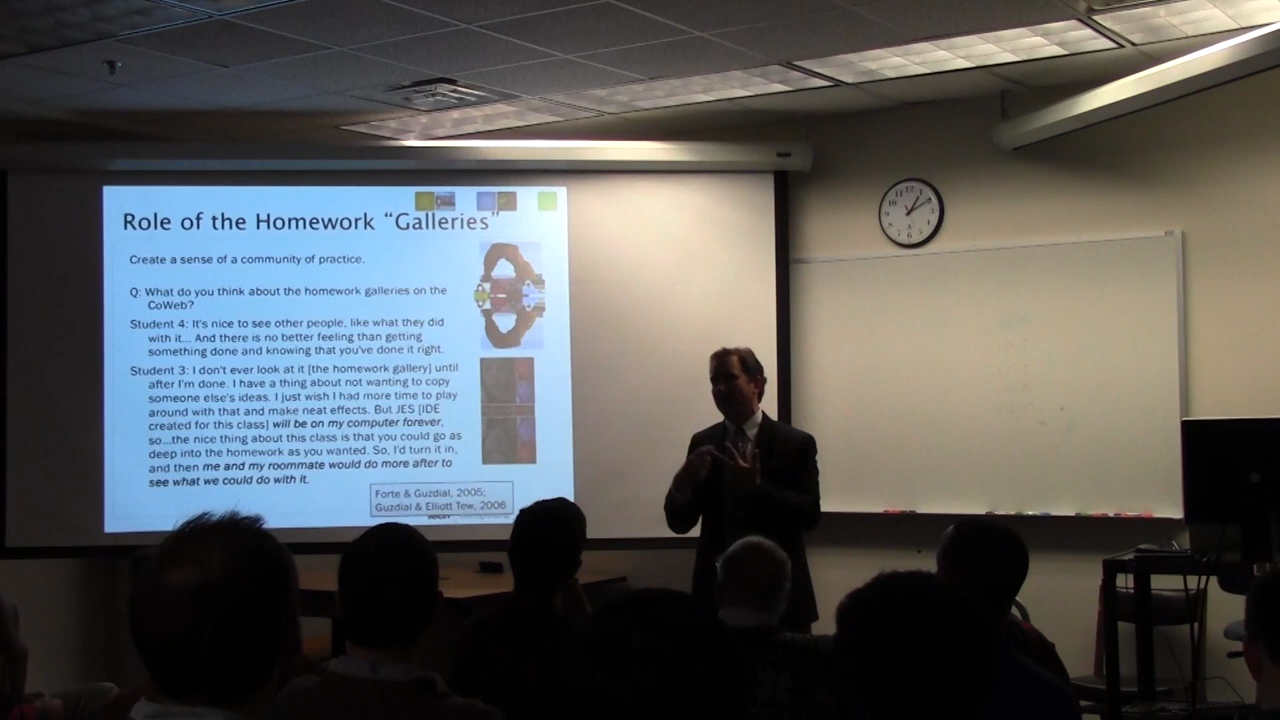 Role of the Homework “Galleries”
Create a sense of a community of practice.
Q: What do you think about the homework galleries on the
CoWeb?
Student 4: It's nice to see other people, like what they did
with it... And there is no better feeling than getting
something done and knowing that you've done it right.
Student 3: I don't ever look at it [the homework gallery] until
after I'm done. I have a thing about not wanting to copy
someone else's ideas. I just wish I had more time to play
around with that and make neat effects. But JES [IDE
created for this class] will be on my computer forever,
so...the nice thing about this class is that you could go as
deep into the homework as you wanted. So, I'd turn it in,
and then me and my roommate would do more after to
see what we could do with it.
Forte & Guzdial, 2005;
Guzdial & Elliott Tew, 2006